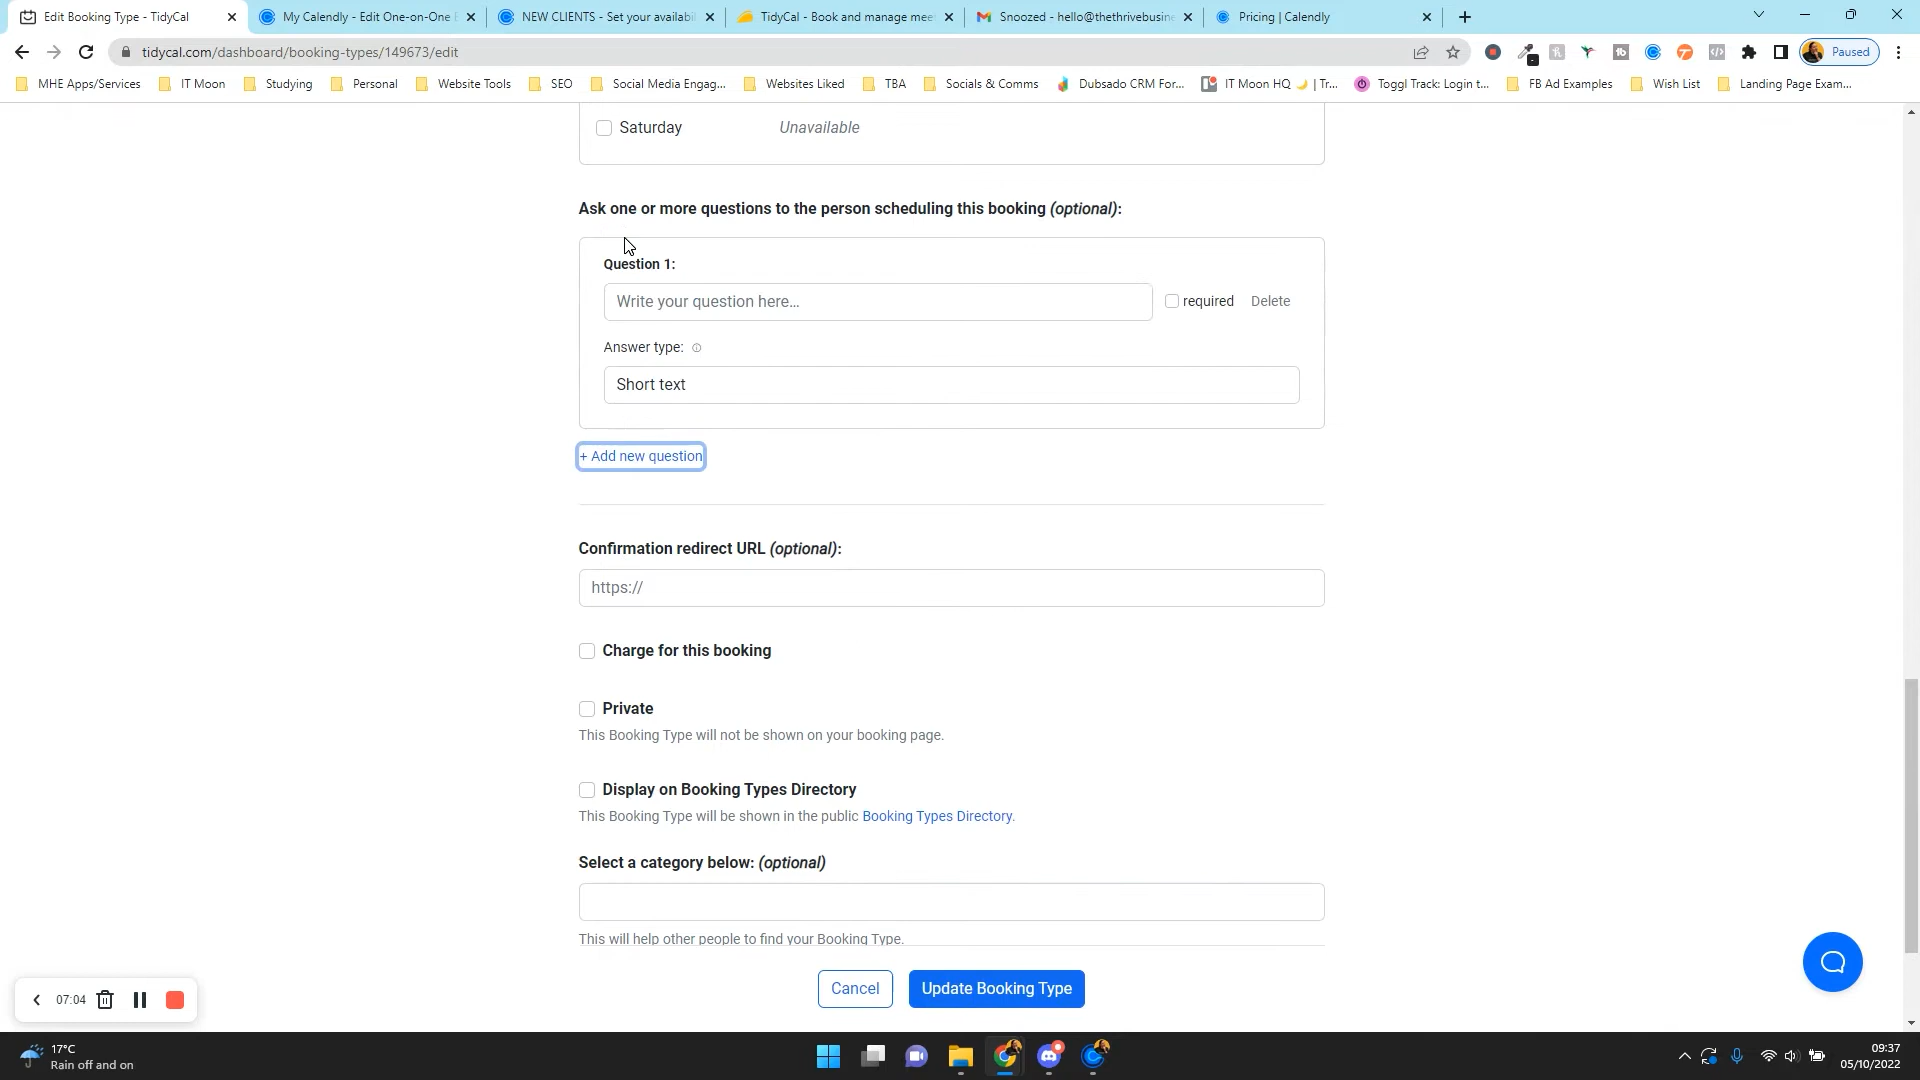 Edit Booking Type - TidyCal
My Calendly - Edit One-on-One E
NEW CLIENTS - Set your availabi
TidyCal - Book and manage mee
Snoozed - hello@thethrivebusine
Pricing | Calendly
tidycal.com/dashboard/booking-types/149673/edit
Paused
MHE Apps/Services
IT Moon
Studying
Personal
Website Tools
SEO
Social Media Engag...
Websites Liked
TBA
Socials & Comms
Dubsado CRM For...
IT Moon HQ 🌙 | Tr...
Toggl Track: Login t...
FB Ad Examples
Wish List
Landing Page Exam...
Saturday
Unavailable
Ask one or more questions to the person scheduling this booking (optional):
Question 1:
Write your question here...
required
Delete
Answer type:
Short text
+ Add new question
Confirmation redirect URL (optional):
https://
Charge for this booking
Private
This Booking Type will not be shown on your booking page.
Display on Booking Types Directory
This Booking Type will be shown in the public Booking Types Directory.
Select a category below: (optional)
This will help other people to find your Booking Type.
Cancel
Update Booking Type
07:04
17°C
Rain off and on
09:37
05/10/2022